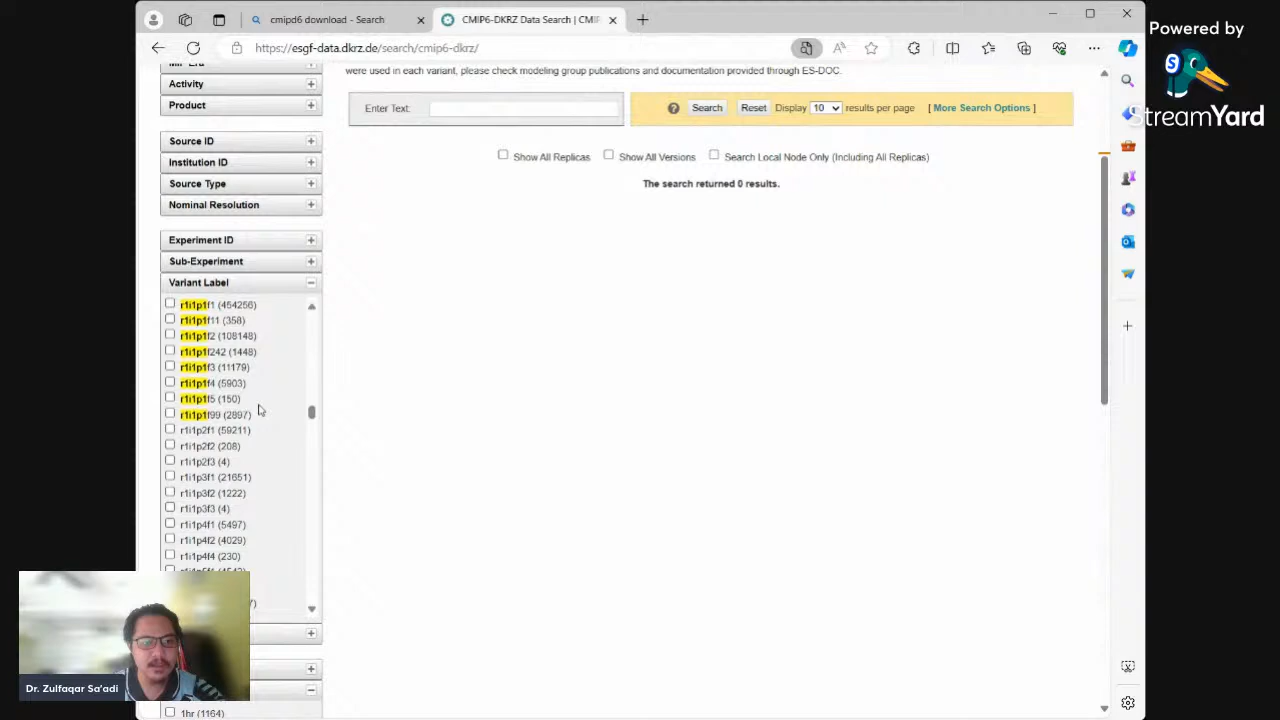 cmipd6 download - Search
CMIP6-DKRZ Data Search | CMIF
https://esgf-data.dkrz.de/search/cmip6-dkrz/
Powered by
StreamYard
Activity
Product
Source ID
Institution ID
Source Type
Nominal Resolution
Experiment ID
Sub-Experiment
Variant Label
r1i1p1f1 (454256)
r1i1p1f11 (358)
r1i1p1f2 (108148)
r1i1p1f242 (1448)
r1i1p1f3 (11179)
r1i1p1f4 (5903)
r1i1p1f5 (150)
r1i1p1f99 (2897)
r1i1p2f1 (59211)
r1i1p2f2 (208)
r1i1p2f3 (4)
r1i1p3f1 (21651)
r1i1p3f2 (1222)
r1i1p3f3 (4)
r1i1p4f1 (5497)
r1i1p4f2 (4029)
r1i1p4f4 (230)
1hr (1164)
were used in each variant, please check modeling group publications and documentation provided through ES-DOC.
Enter Text:
Search Reset Display 10 results per page [ More Search Options ]
Show All Replicas Show All Versions Search Local Node Only (Including All Replicas)
The search returned 0 results.
Dr. Zulfaqar Sa'adi